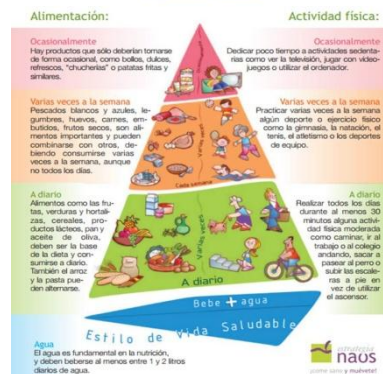 Alimentación:
Actividad física:
Ocasionalmente
Hay productos que sólo deberían tomarse
de forma ocasional, como bollos, dulces,
refrescos, "chucherías" o patatas fritas y
similares.
Ocasionalmente
Dedicar poco tiempo a actividades sedenta-
rias como ver la televisión, jugar con vídeo-
juegos o utilizar el ordenador.
Varias veces a la semana
Pescados blancos y azules, le-
gumbres, huevos, carnes, em-
butidos, frutos secos, son ali-
mentos importantes y pueden
combinarse con otros, de-
biendo consumirse varias
veces a la semana, aunque
no todos los días.
Varias veces a la semana
Practicar varias veces a la semana
algún deporte o ejercicio físico
como la gimnasia, la natación, el
tenis, el atletismo o los deportes
de equipo.
Varias veces
Cada semana
A diario
Alimentos como las fru-
tas, verduras y hortali-
zas, cereales, pro-
ductos lácteos, pan y
aceite de oliva,
deben ser la base
de la dieta y con-
sumirse a diario.
También el arroz
y la pasta pue-
den alternarse.
A diario
Realizar todos los días
durante al menos 30
minutos alguna activi-
dad física moderada
como caminar, ir al
trabajo o al colegio
andando, sacar a
pasear al perro o
subir las escale-
ras a pie en
vez de utilizar
el ascensor.
Varias veces
A diario
Bebe + agua
Estilo de Vida Saludable
Agua
El agua es fundamental en la nutrición,
y deben beberse al menos entre 1 y 2 litros
diarios de agua.
estrategia
naos
¡come sano y muévete!